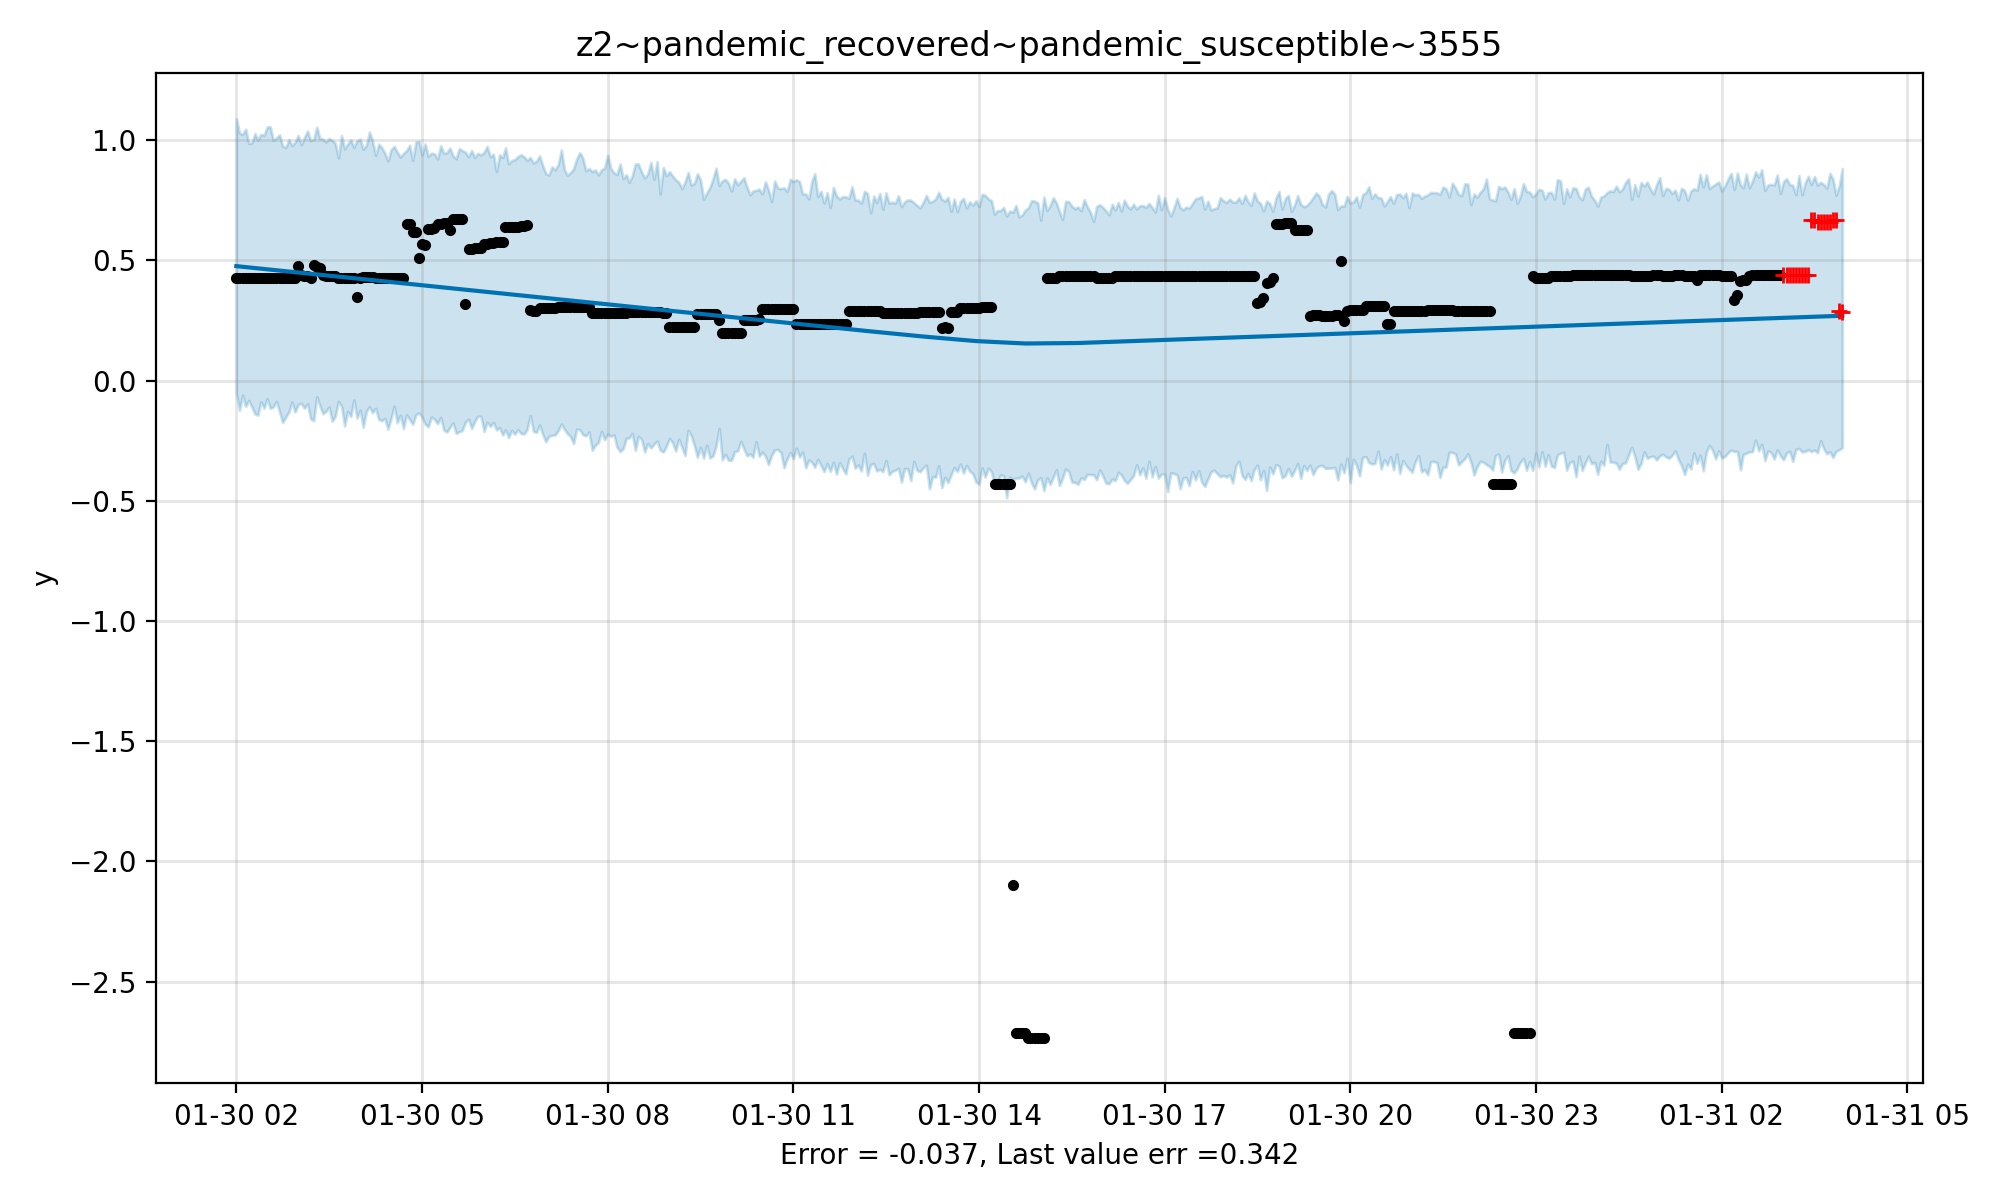 z2~pandemic_recovered~pandemic_susceptible~3555
1.0
0.5
0.0
−0.5
−1.0
−1.5
−2.0
−2.5
y
01-30 02 01-30 05 01-30 08 01-30 11 01-30 14 01-30 17 01-30 20 01-30 23 01-31 02 01-31 05
Error = -0.037, Last value err =0.342